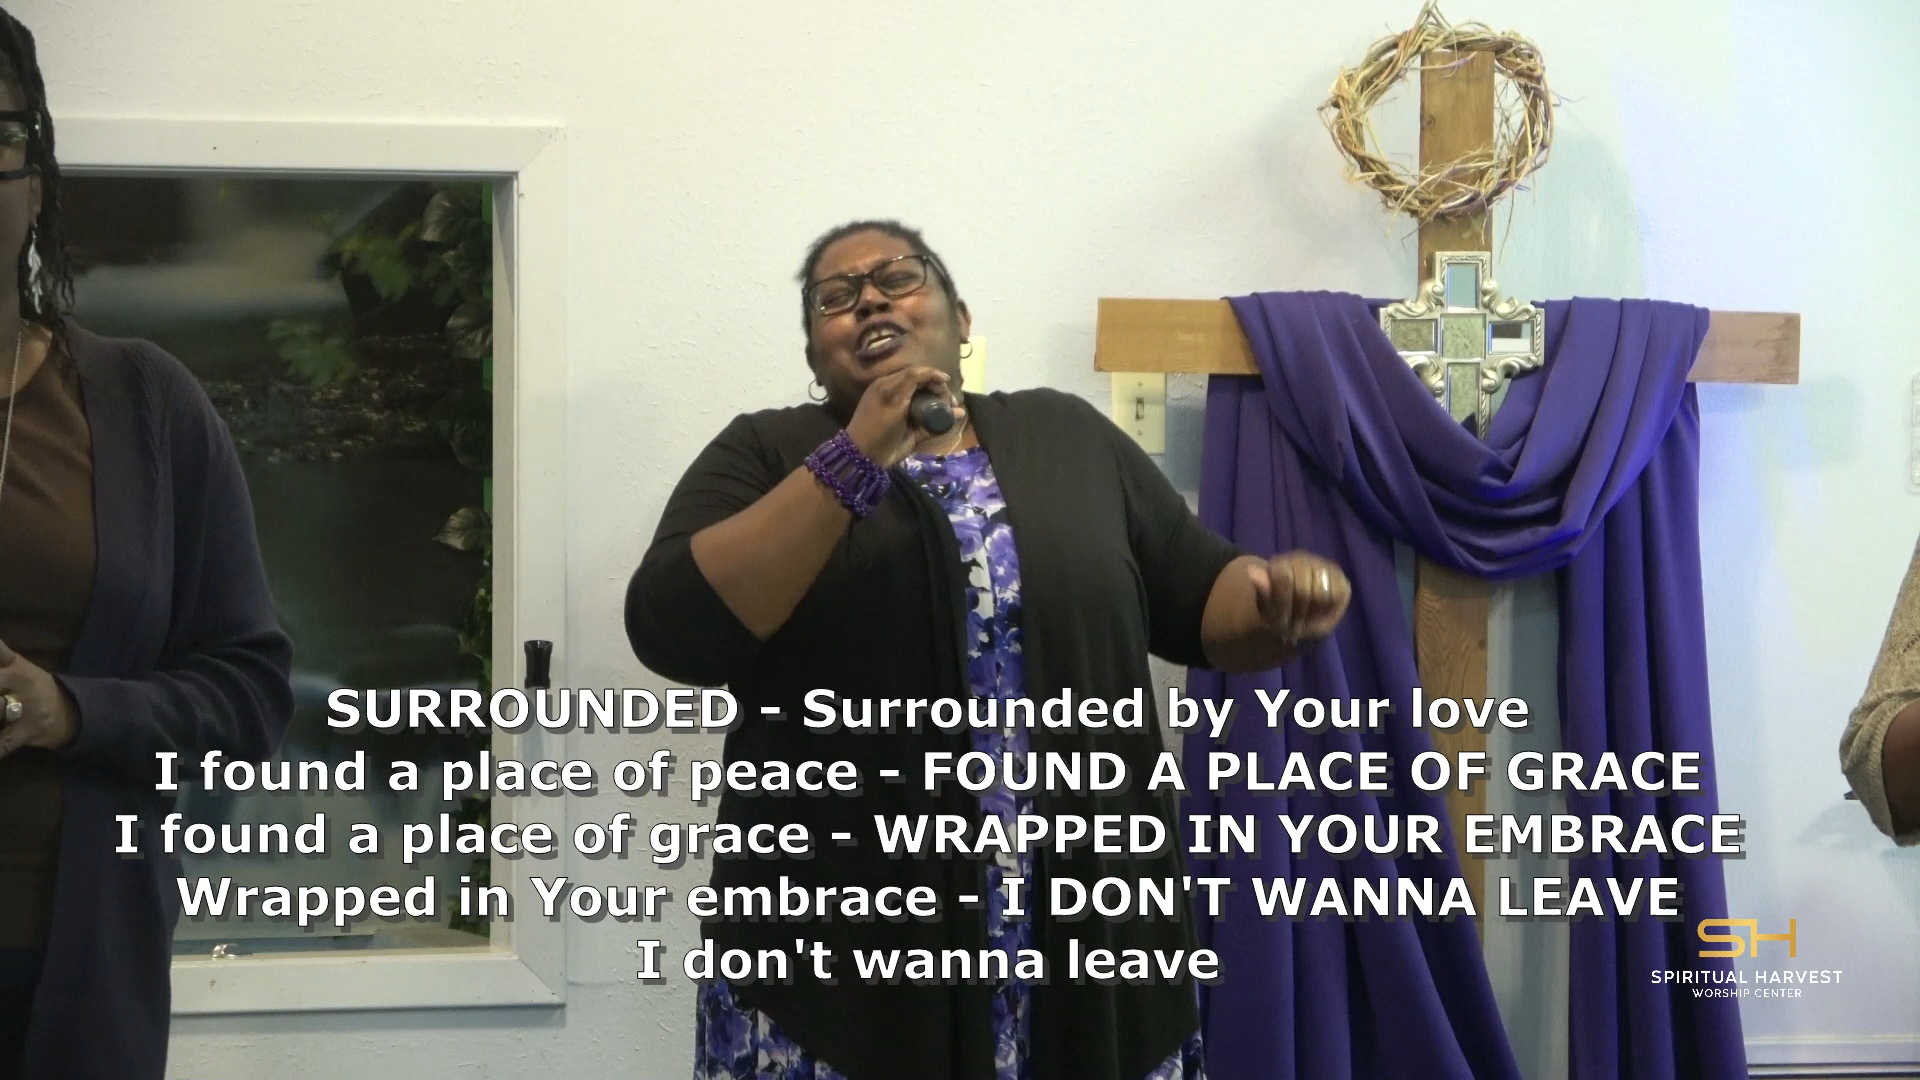 SURROUNDED - Surrounded by Your love
I found a place of peace - FOUND A PLACE OF GRACE
I found a place of grace - WRAPPED IN YOUR EMBRACE
Wrapped in Your embrace - I DON'T WANNA LEAVE
I don't wanna leave
SH
SPIRITUAL HARVEST
WORSHIP CENTER